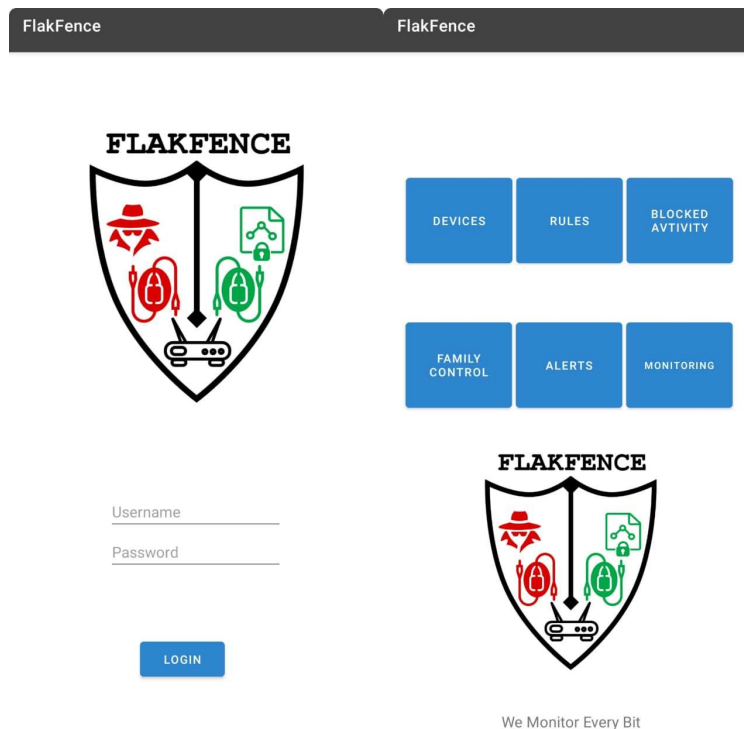 FlakFence
FLAKFENCE
Username
Password
LOGIN
FlakFence
DEVICES
RULES
BLOCKED
AVTIVITY
FAMILY
CONTROL
ALERTS
MONITORING
FLAKFENCE
We Monitor Every Bit